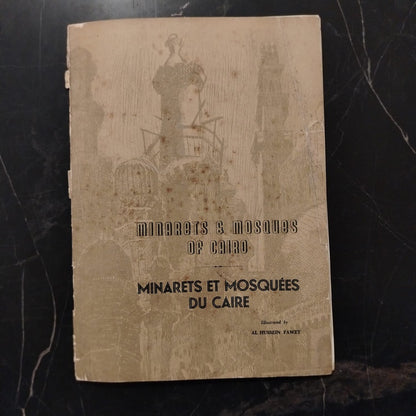 MINARETS & MOSQUES
OF CAIRO
MINARETS ET MOSQUÉES
DU CAIRE
Illustrated by
AL HUSSEIN FAWZY